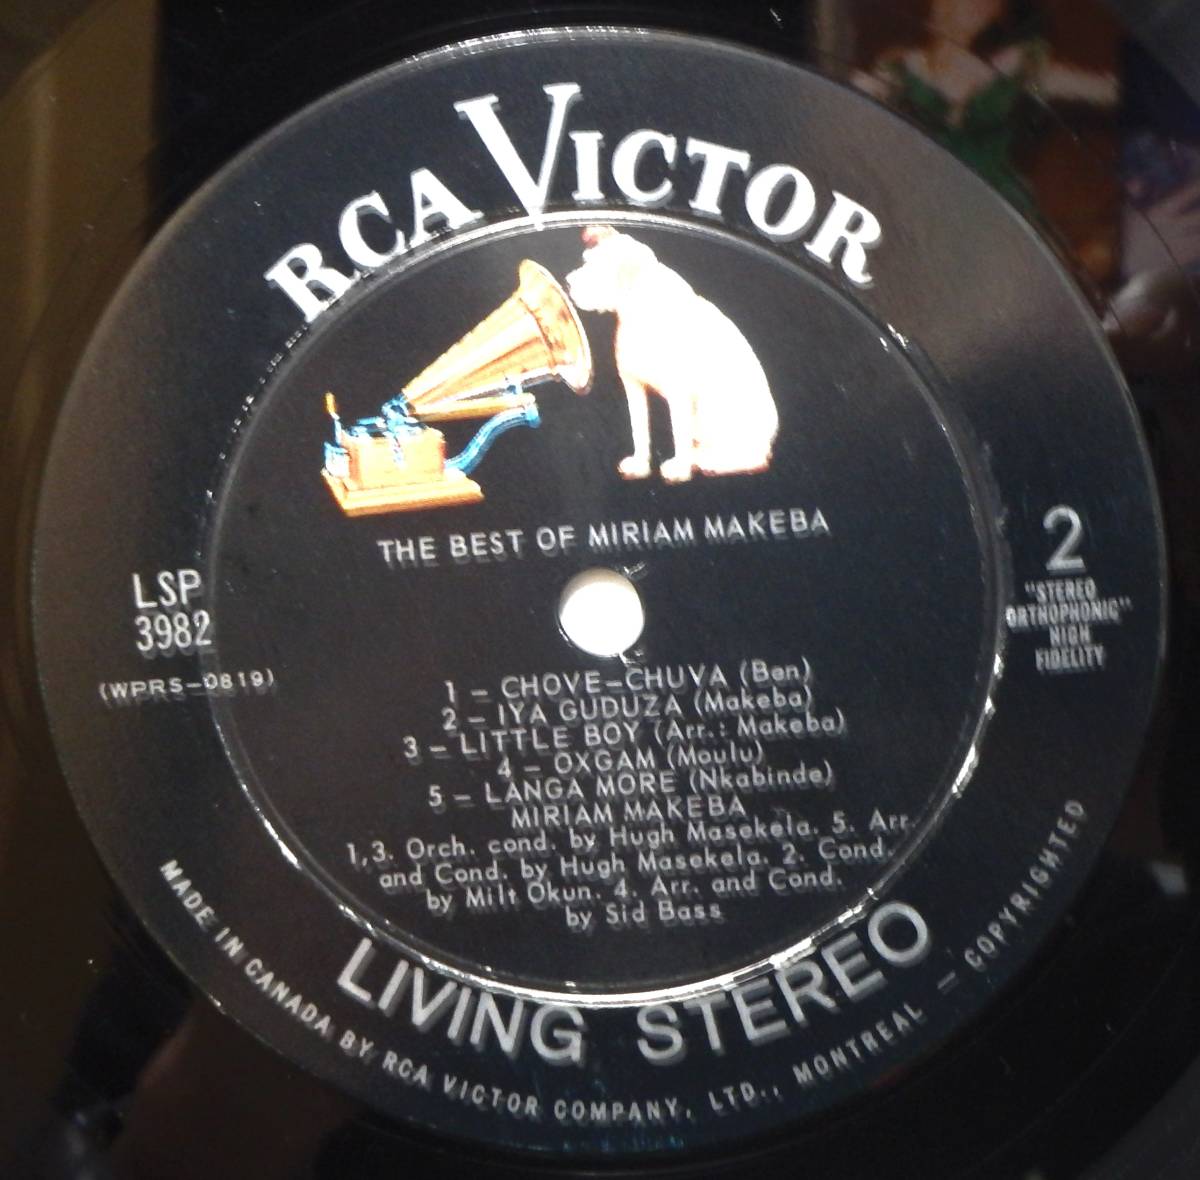 RCA VICTOR
THE BEST OF MIRIAM MAKEBA
LSP
3982
(WPRS-0819)
2
"STEREO
ORTHOPHONIC"
HIGH
FIDELITY
1 - CHOVE-CHUVA (Ben)
2 - IYA GUDUZA (Makeba)
3 - LITTLE BOY (Arr.: Makeba)
4 - OXGAM (Moulu)
5 - LANGA MORE (Nkabinde)
MIRIAM MAKEBA
1,3. Orch. cond. by Hugh Masekela. 5. Arr.
and Cond. by Hugh Masekela. 2. Cond.
by Milt Okun. 4. Arr. and Cond.
by Sid Bass
LIVING STEREO
MADE IN CANADA BY RCA VICTOR COMPANY, LTD., MONTREAL - COPYRIGHTED